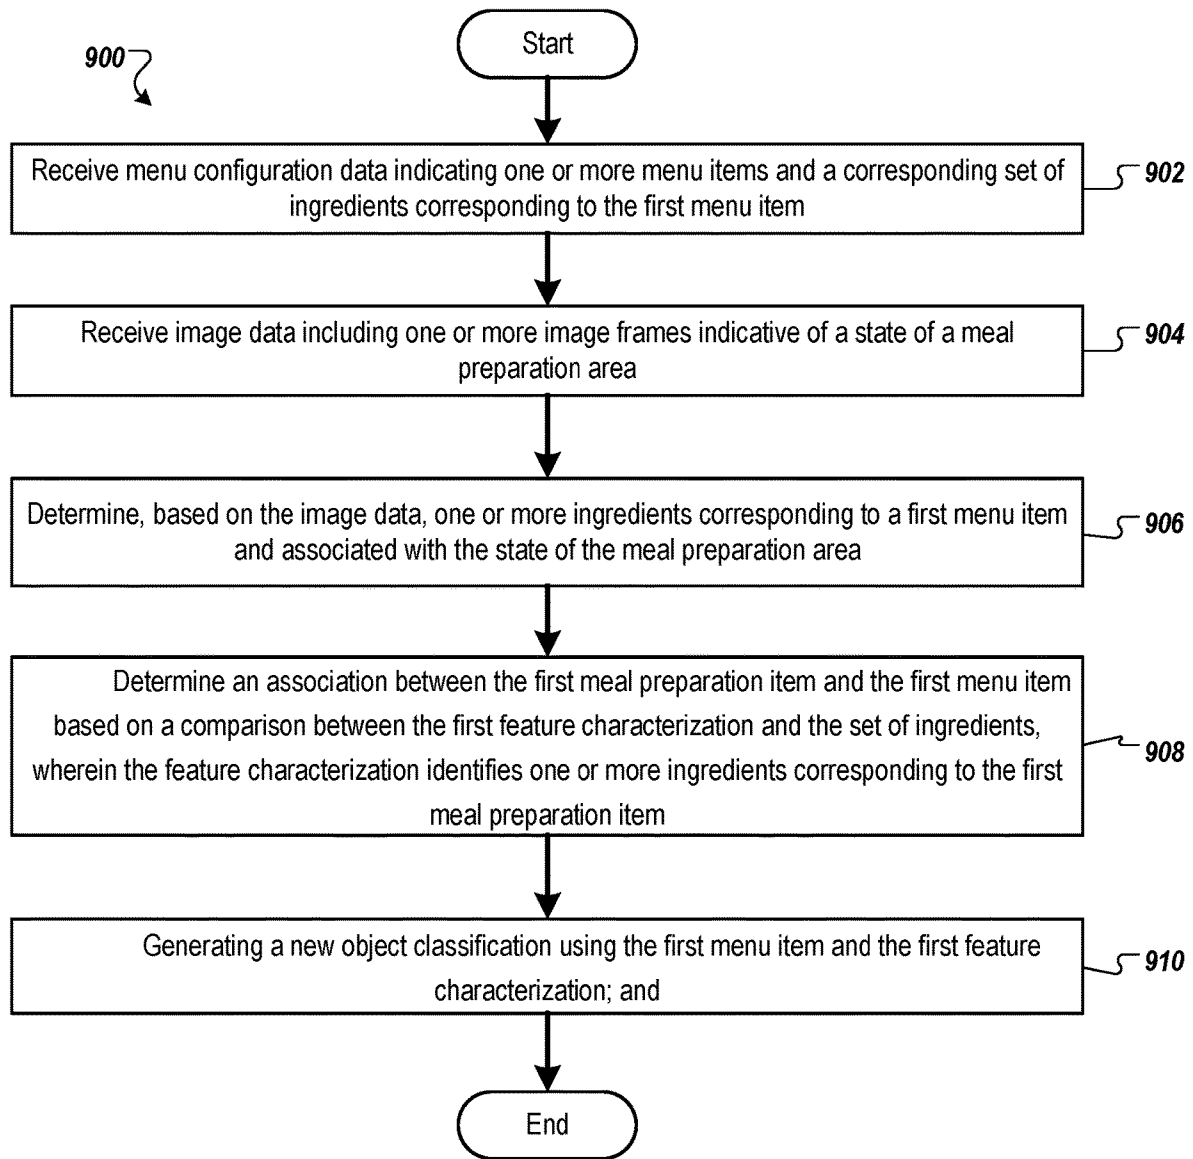 Start
900
Receive menu configuration data indicating one or more menu items and a corresponding set of
ingredients corresponding to the first menu item
902
Receive image data including one or more image frames indicative of a state of a meal
preparation area
904
Determine, based on the image data, one or more ingredients corresponding to a first menu item
and associated with the state of the meal preparation area
906
Determine an association between the first meal preparation item and the first menu item
based on a comparison between the first feature characterization and the set of ingredients,
wherein the feature characterization identifies one or more ingredients corresponding to the first
meal preparation item
908
Generating a new object classification using the first menu item and the first feature
characterization; and
910
End